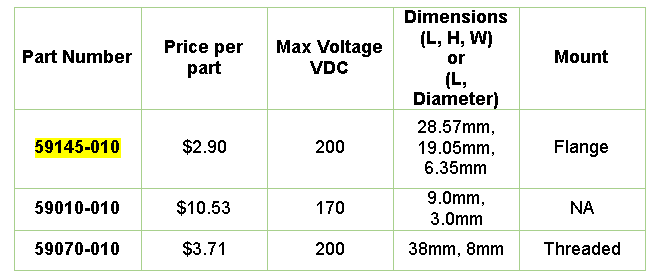 Part Number
Price per
part
Max Voltage
VDC
Dimensions
(L, H, W)
or
(L,
Diameter)
Mount
59145-010
$2.90
200
28.57mm,
19.05mm,
6.35mm
Flange
59010-010
$10.53
170
9.0mm,
3.0mm
NA
59070-010
$3.71
200
38mm, 8mm
Threaded